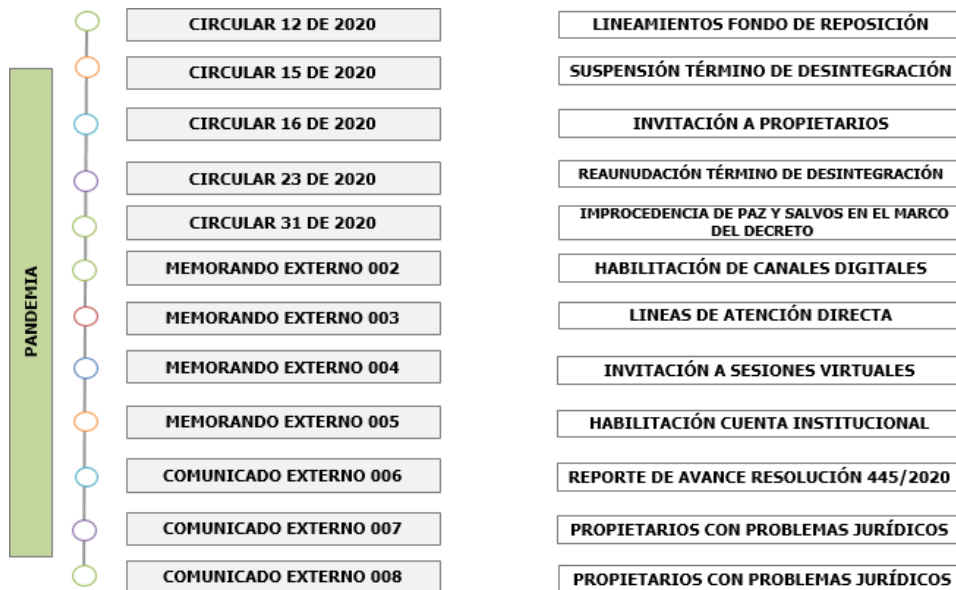 PANDEMIA
CIRCULAR 12 DE 2020
LINEAMIENTOS FONDO DE REPOSICIÓN
CIRCULAR 15 DE 2020
SUSPENSIÓN TÉRMINO DE DESINTEGRACIÓN
CIRCULAR 16 DE 2020
INVITACIÓN A PROPIETARIOS
CIRCULAR 23 DE 2020
REAUNUDACIÓN TÉRMINO DE DESINTEGRACIÓN
CIRCULAR 31 DE 2020
IMPROCEDENCIA DE PAZ Y SALVOS EN EL MARCO
DEL DECRETO
MEMORANDO EXTERNO 002
HABILITACIÓN DE CANALES DIGITALES
MEMORANDO EXTERNO 003
LINEAS DE ATENCIÓN DIRECTA
MEMORANDO EXTERNO 004
INVITACIÓN A SESIONES VIRTUALES
MEMORANDO EXTERNO 005
HABILITACIÓN CUENTA INSTITUCIONAL
COMUNICADO EXTERNO 006
REPORTE DE AVANCE RESOLUCIÓN 445/2020
COMUNICADO EXTERNO 007
PROPIETARIOS CON PROBLEMAS JURÍDICOS
COMUNICADO EXTERNO 008
PROPIETARIOS CON PROBLEMAS JURÍDICOS